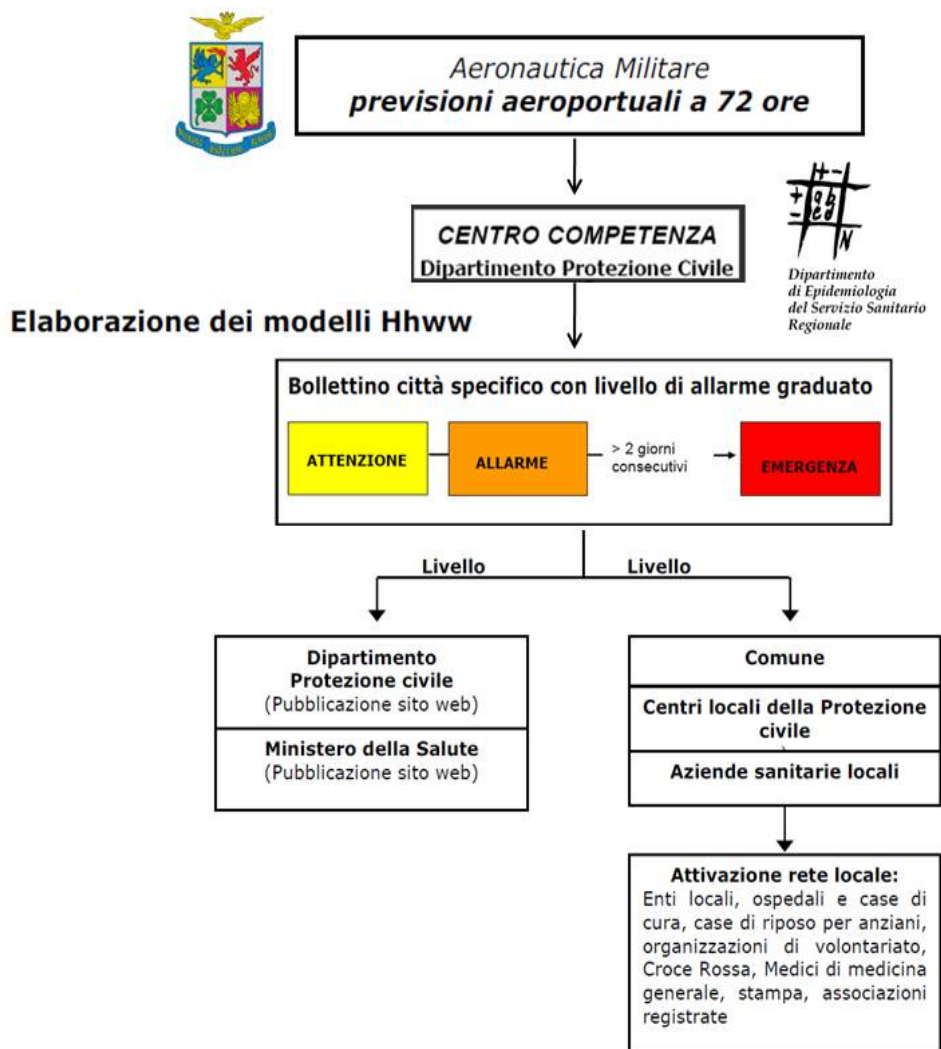 Aeronautica Militare
previsioni aeroportuali a 72 ore
CENTRO COMPETENZA
Dipartimento Protezione Civile
+ -
+ a b
- c d
N
Dipartimento
di Epidemiologia
del Servizio Sanitario
Regionale
Elaborazione dei modelli Hhww
Bollettino città specifico con livello di allarme graduato
ATTENZIONE
ALLARME
> 2 giorni
consecutivi
EMERGENZA
Livello
Livello
Dipartimento
Protezione civile
(Pubblicazione sito web)
Ministero della Salute
(Pubblicazione sito web)
Comune
Centri locali della Protezione
civile
Aziende sanitarie locali
Attivazione rete locale:
Enti locali, ospedali e case di
cura, case di riposo per anziani,
organizzazioni di volontariato,
Croce Rossa, Medici di medicina
generale, stampa, associazioni
registrate